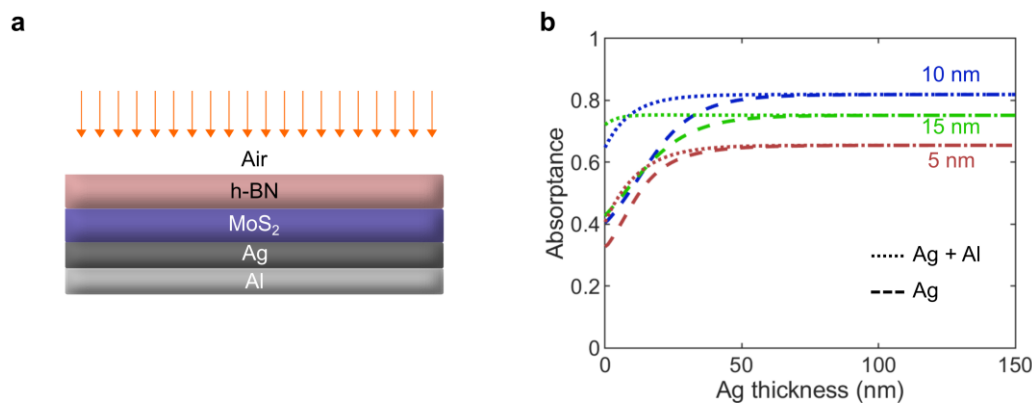 a
Air
h-BN
MoS₂
Ag
Al
b
Absorptance
1
0.8
0.6
0.4
0.2
0
10 nm
15 nm
5 nm
Ag + Al
Ag
0
50
100
150
Ag thickness (nm)